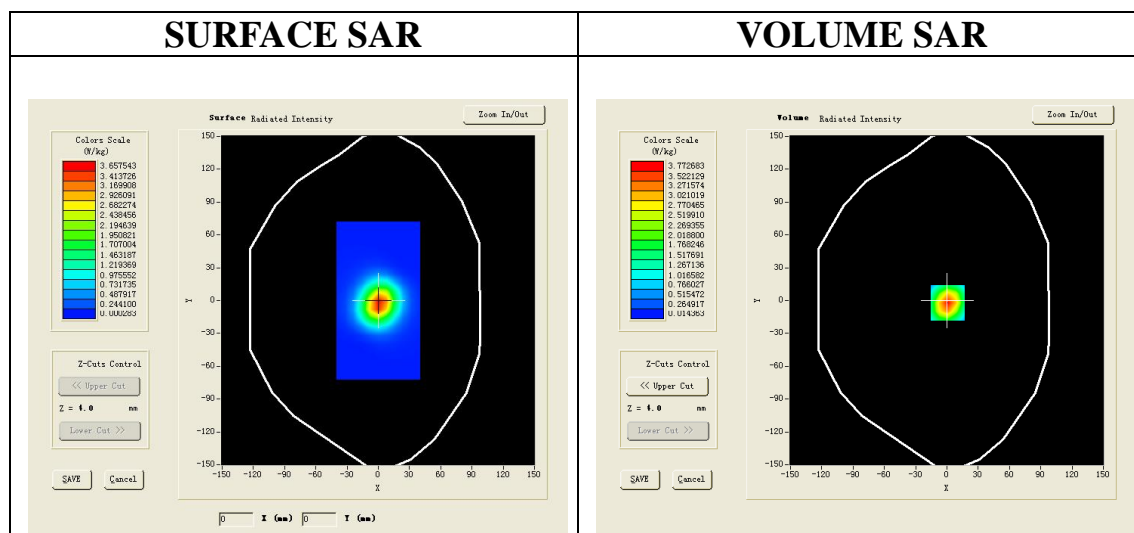 SURFACE SAR
VOLUME SAR
Surface Radiated Intensity
Zoom In/Out
Colors Scale
(W/kg)
3.657543
3.413726
3.169908
2.926091
2.682274
2.438456
2.194639
1.950821
1.707004
1.463187
1.219369
0.975552
0.731735
0.487917
0.244100
0.000283
150
120
90
60
30
0
-30
-60
-90
-120
-150
Y
-150 -120 -90 -60 -30 0 30 60 90 120 150
X
Z-Cuts Control
<< Upper Cut
Z = 4.0 mm
Lower Cut >>
SAVE Cancel
0 X (mm) 0 Y (mm)
Volume Radiated Intensity
Zoom In/Out
Colors Scale
(W/kg)
3.772683
3.522129
3.271574
3.021019
2.770465
2.519910
2.269355
2.018800
1.768246
1.517691
1.267136
1.016582
0.766027
0.515472
0.264917
0.014363
150
120
90
60
30
0
-30
-60
-90
-120
-150
Y
-150 -120 -90 -60 -30 0 30 60 90 120 150
X
Z-Cuts Control
<< Upper Cut
Z = 4.0 mm
Lower Cut >>
SAVE Cancel